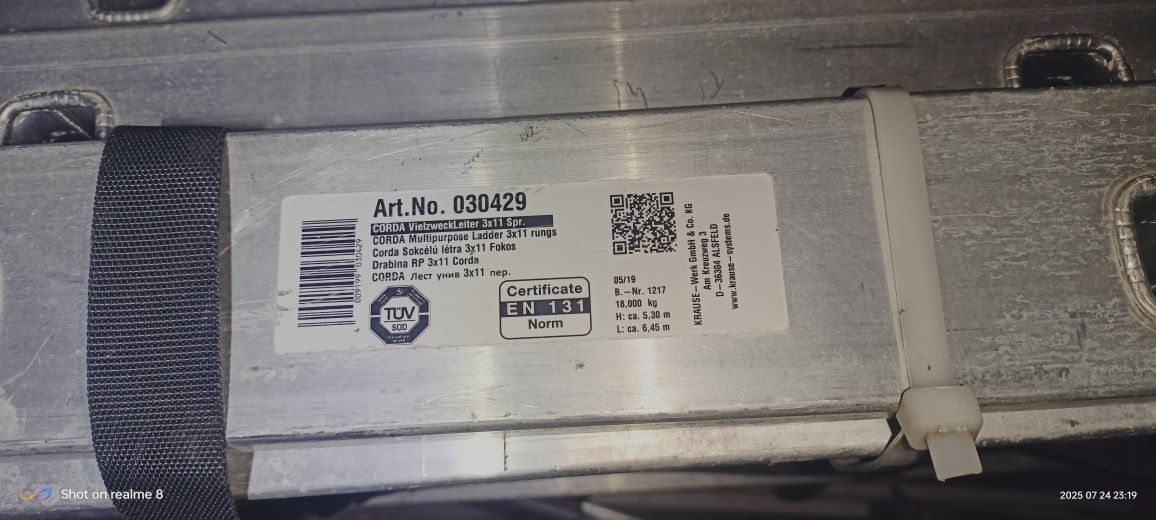 Art.No. 030429
CORDA VielzweckLeiter 3x11 Spr.
CORDA Multipurpose Ladder 3x11 rungs
Corda Sokcélú létra 3x11 Fokos
Drabina RP 3x11 Corda
CORDA Лест унив 3x11 пер.
4 009199 030429
TÜV
SÜD
Certificate
EN 131
Norm
05/19
B.-Nr. 1217
18,000 kg
H: ca. 5,30 m
L: ca. 6,45 m
KRAUSE-Werk GmbH & Co. KG
Am Kreuzweg 3
D-36304 ALSFELD
www.krause-systems.de
Shot on realme 8
2025 07 24 23:19